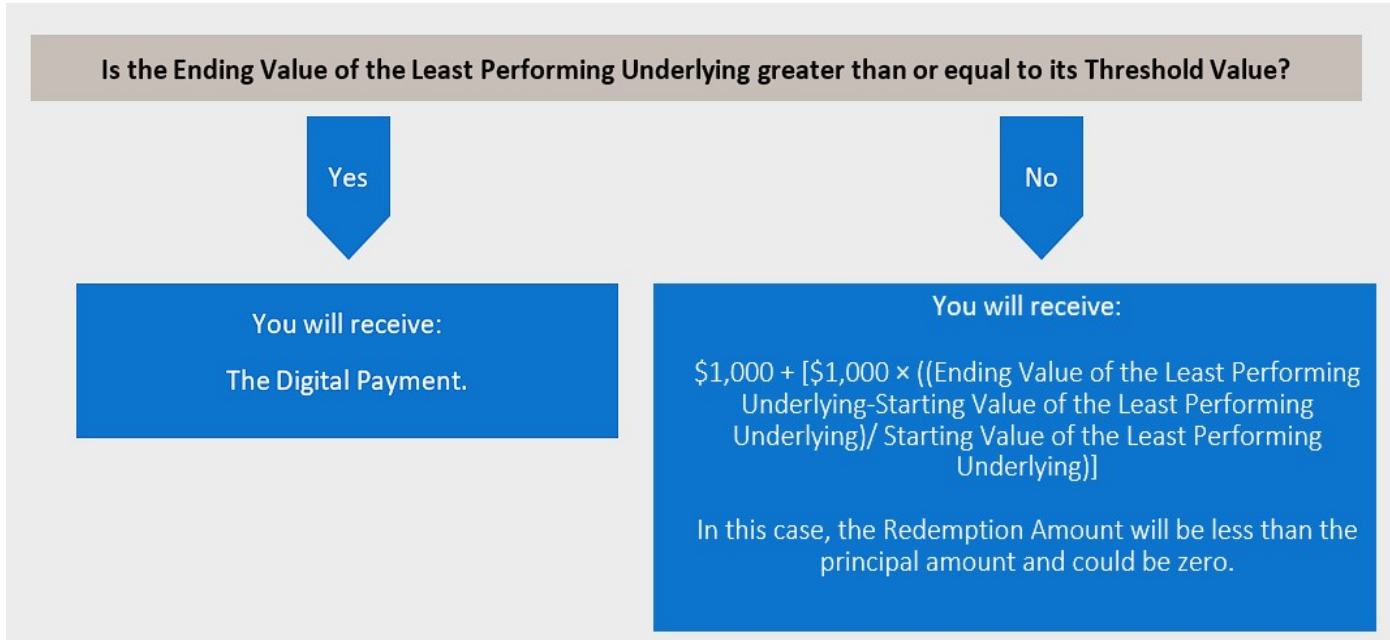 Is the Ending Value of the Least Performing Underlying greater than or equal to its Threshold Value?
Yes
No
You will receive:
The Digital Payment.
You will receive:
$1,000 + [$1,000 × ((Ending Value of the Least Performing
Underlying-Starting Value of the Least Performing
Underlying)/ Starting Value of the Least Performing
Underlying)]
In this case, the Redemption Amount will be less than the
principal amount and could be zero.